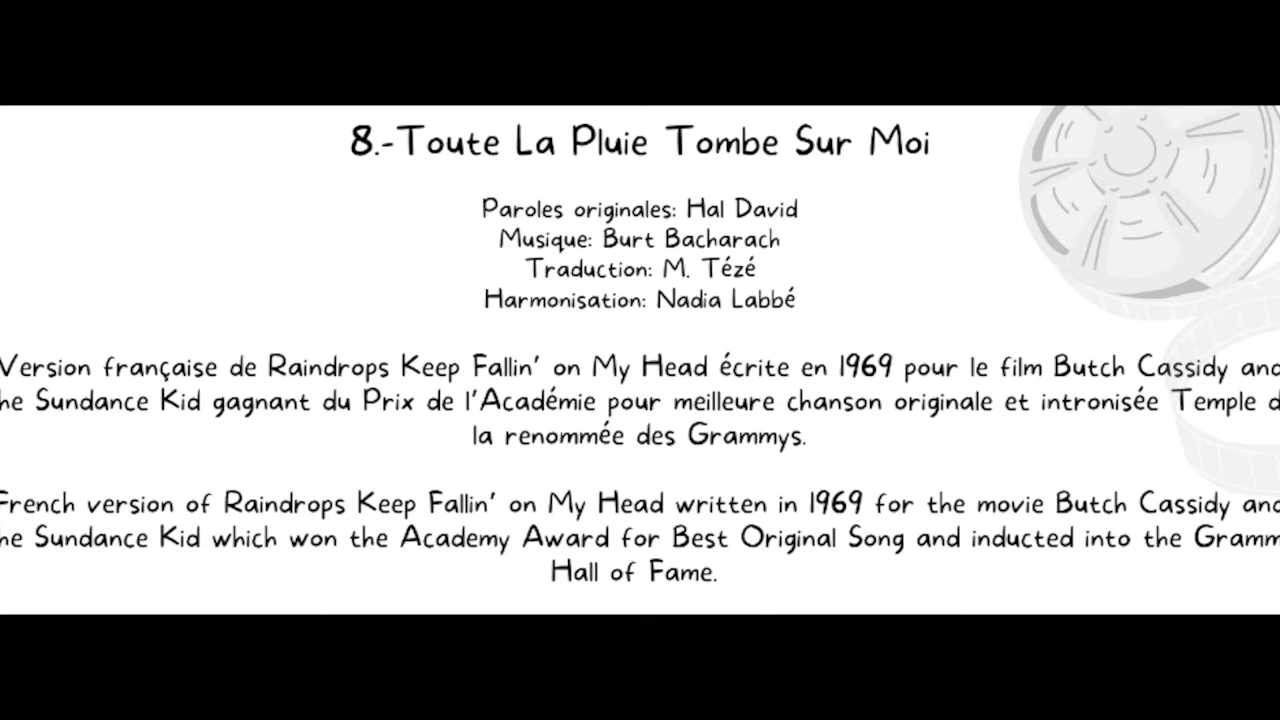 8.-Toute La Pluie Tombe Sur Moi
Paroles originales: Hal David
Musique: Burt Bacharach
Traduction: M. Tézé
Harmonisation: Nadia Labbé
Version française de Raindrops Keep Fallin' on My Head écrite en 1969 pour le film Butch Cassidy and
he Sundance Kid gagnant du Prix de l'Académie pour meilleure chanson originale et intronisée Temple d
la renommée des Grammys.
French version of Raindrops Keep Fallin' on My Head written in 1969 for the movie Butch Cassidy and
he Sundance Kid which won the Academy Award for Best Original Song and inducted into the Gramm
Hall of Fame.